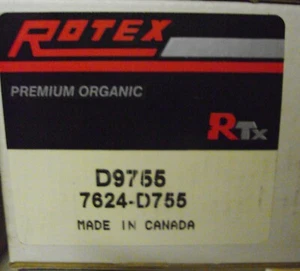 ROTEX
PREMIUM ORGANIC
RTx
D9755
7624-D755
MADE IN CANADA